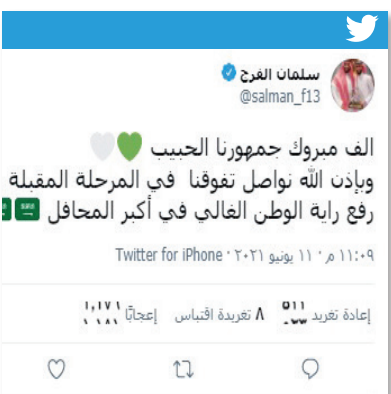 سلمان الفرج
@salman_f13
الف مبروك جمهورنا الحبيب 💚🤍
وبإذن الله نواصل تفوقنا في المرحلة المقبلة
رفع راية الوطن الغالي في أكبر المحافل 🇸🇦
١١:٠٩ م · ١١ يونيو ٢٠٢١ · Twitter for iPhone
إعادة تغريد ٨ تغريدة اقتباس إعجابًا